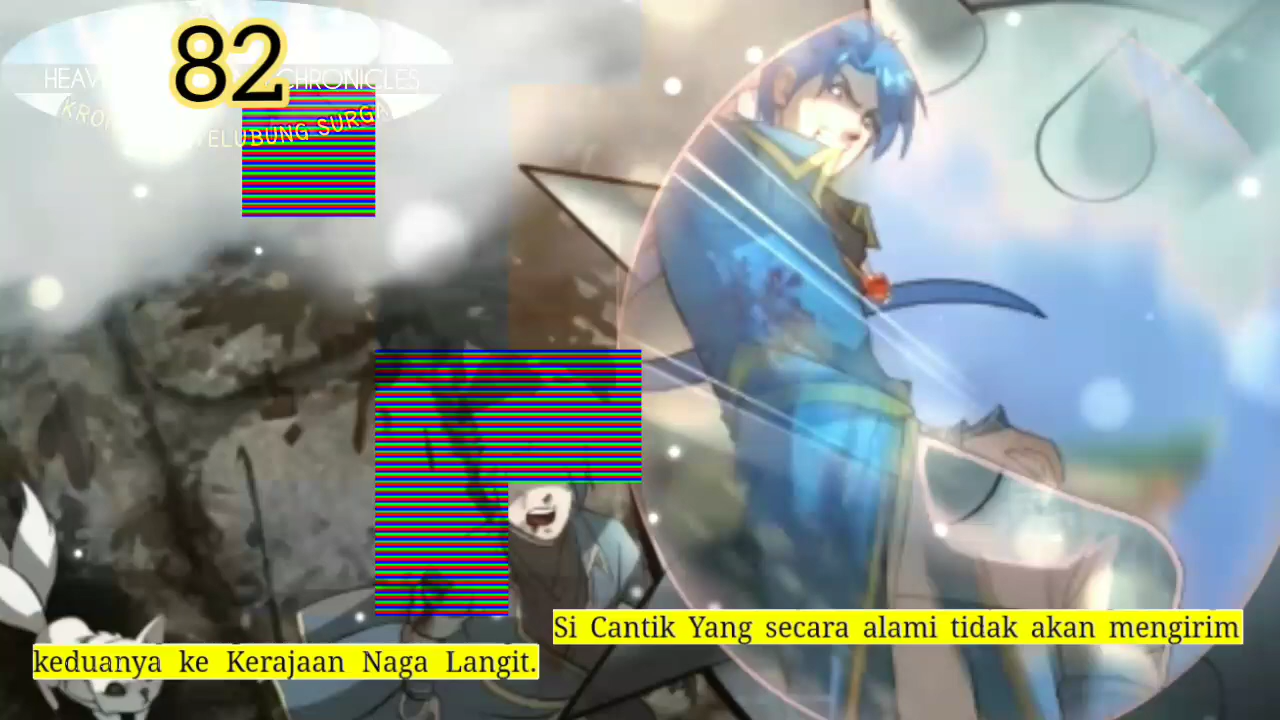 82
HEAV CHRONICLES
KRO ELUBUNG SURGA
Si Cantik Yang secara alami tidak akan mengirim
keduanya ke Kerajaan Naga Langit.